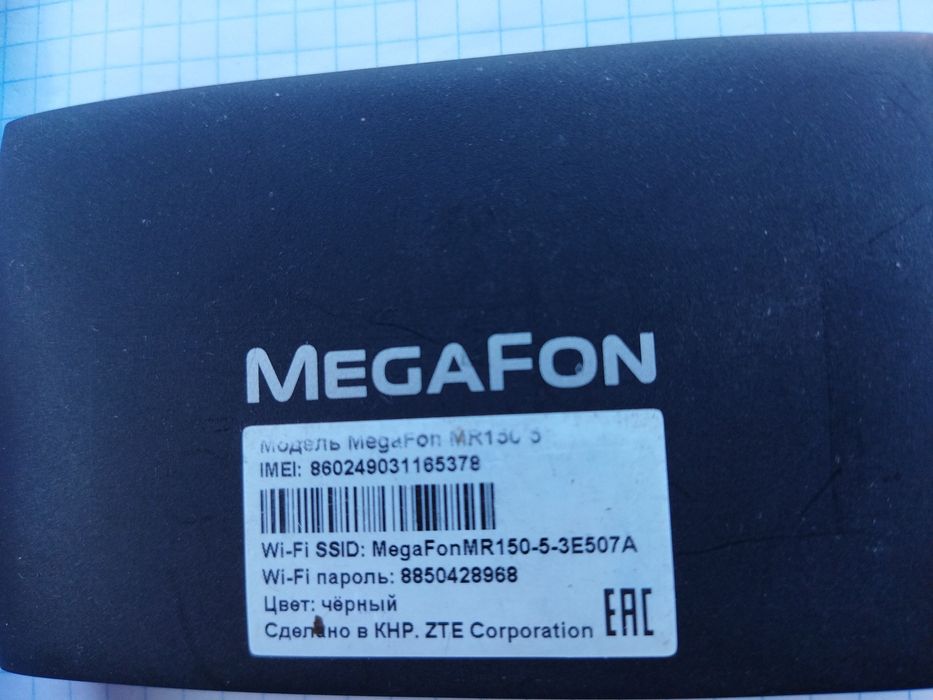 MEGAFON
Модель MegaFon MR150-5
IMEI: 860249031165378
Wi-Fi SSID: MegaFonMR150-5-3E507A
Wi-Fi пароль: 8850428968
Цвет: чёрный
Сделано в КНР. ZTE Corporation
EAC